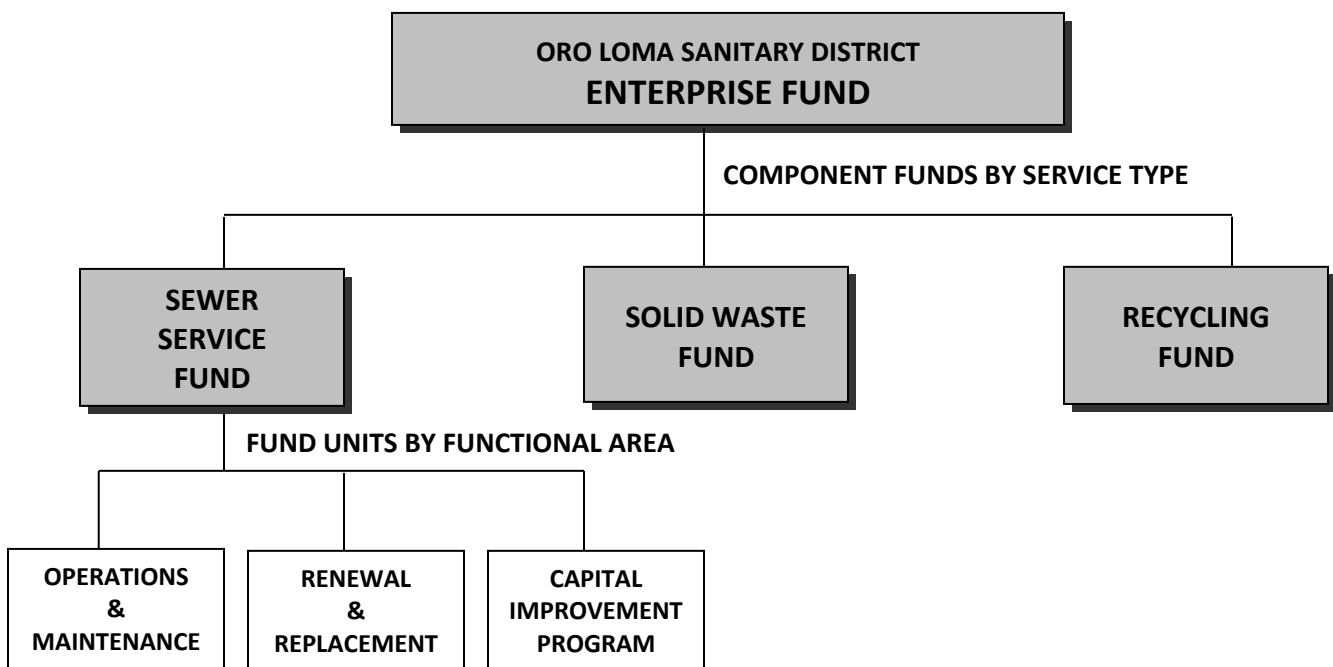 ORO LOMA SANITARY DISTRICT
ENTERPRISE FUND
COMPONENT FUNDS BY SERVICE TYPE
SEWER
SERVICE
FUND
SOLID WASTE
FUND
RECYCLING
FUND
FUND UNITS BY FUNCTIONAL AREA
OPERATIONS
&
MAINTENANCE
RENEWAL
&
REPLACEMENT
CAPITAL
IMPROVEMENT
PROGRAM